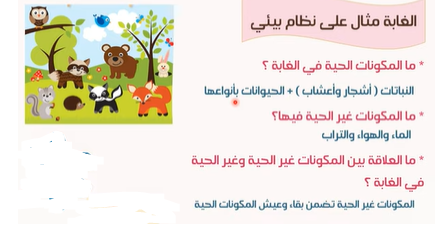 الغابة مثال على نظام بيئي
* ما المكونات الحية في الغابة ؟
النباتات ( أشجار وأعشاب ) + الحيوانات بأنواعها
* ما المكونات غير الحية فيها؟
الماء والهواء والتراب
* ما العلاقة بين المكونات غير الحية وغير الحية
في الغابة ؟
المكونات غير الحية تضمن بقاء وعيش المكونات الحية